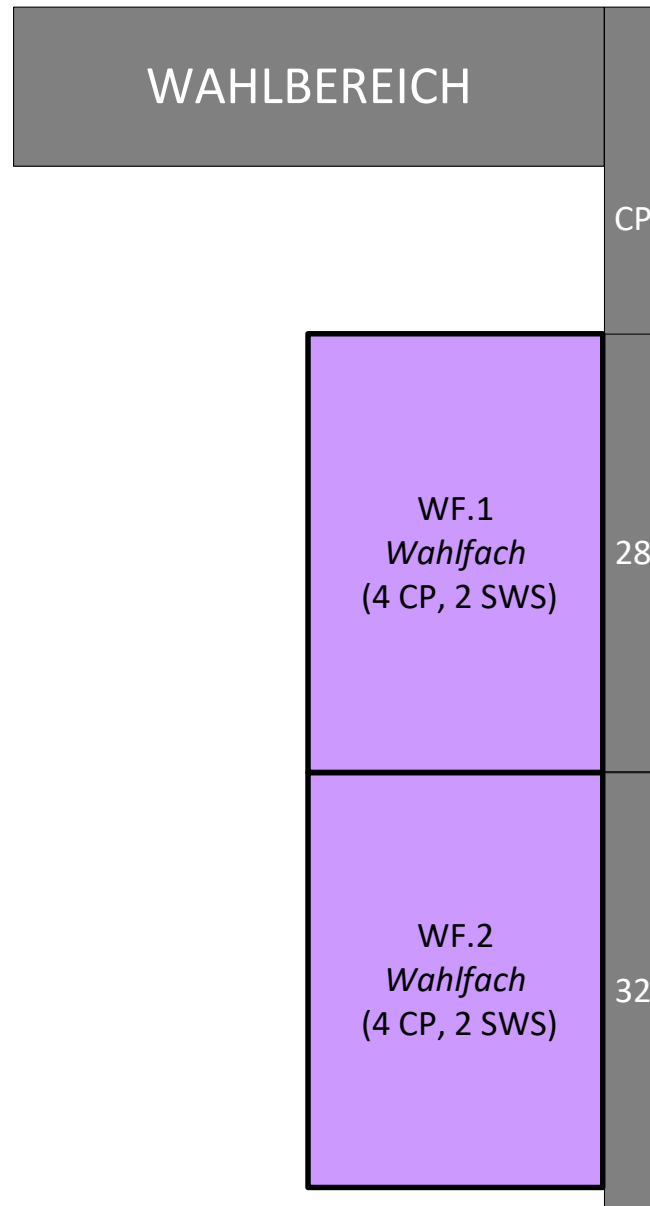 WAHLBEREICH
CP
WF.1
Wahlfach
(4 CP, 2 SWS)
28
WF.2
Wahlfach
(4 CP, 2 SWS)
32